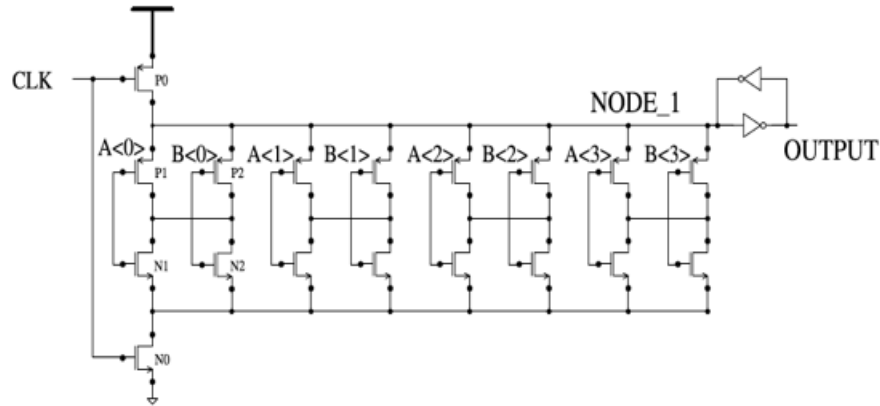 CLK
P0
NODE_1
OUTPUT
A<0> B<0> A<1> B<1> A<2> B<2> A<3> B<3>
P1 P2
N1 N2
N0